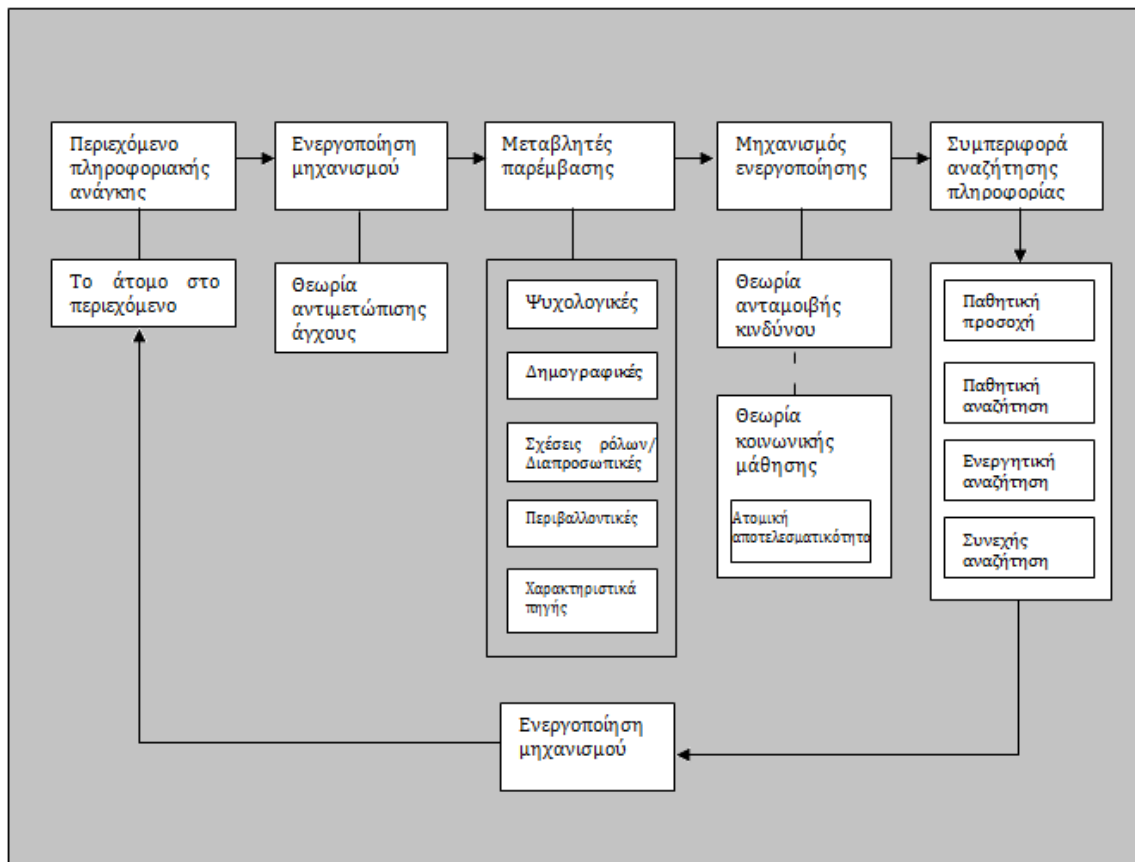 Περιεχόμενο
πληροφοριακής
ανάγκης
Ενεργοποίηση
μηχανισμού
Μεταβλητές
παρέμβασης
Μηχανισμός
ενεργοποίησης
Συμπεριφορά
αναζήτησης
πληροφορίας
Το άτομο στο
περιεχόμενο
Θεωρία
αντιμετώπισης
άγχους
Ψυχολογικές
Δημογραφικές
Σχέσεις ρόλων/
Διαπροσωπικές
Περιβαλλοντικές
Χαρακτηριστικά
πηγής
Θεωρία
ανταμοιβής
κινδύνου
Θεωρία
κοινωνικής
μάθησης
Ατομική
αποτελεσματικότητα
Παθητική
προσοχή
Παθητική
αναζήτηση
Ενεργητική
αναζήτηση
Συνεχής
αναζήτηση
Ενεργοποίηση
μηχανισμού